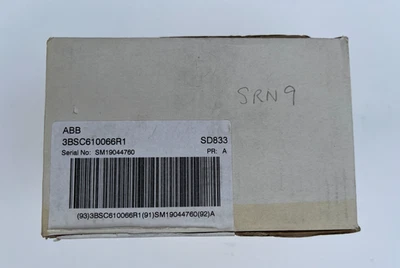 SRN9
ABB
3BSC610066R1 SD833
Serial No: SM19044760 PR: A
(93)3BSC610066R1(91)SM19044760(92)A